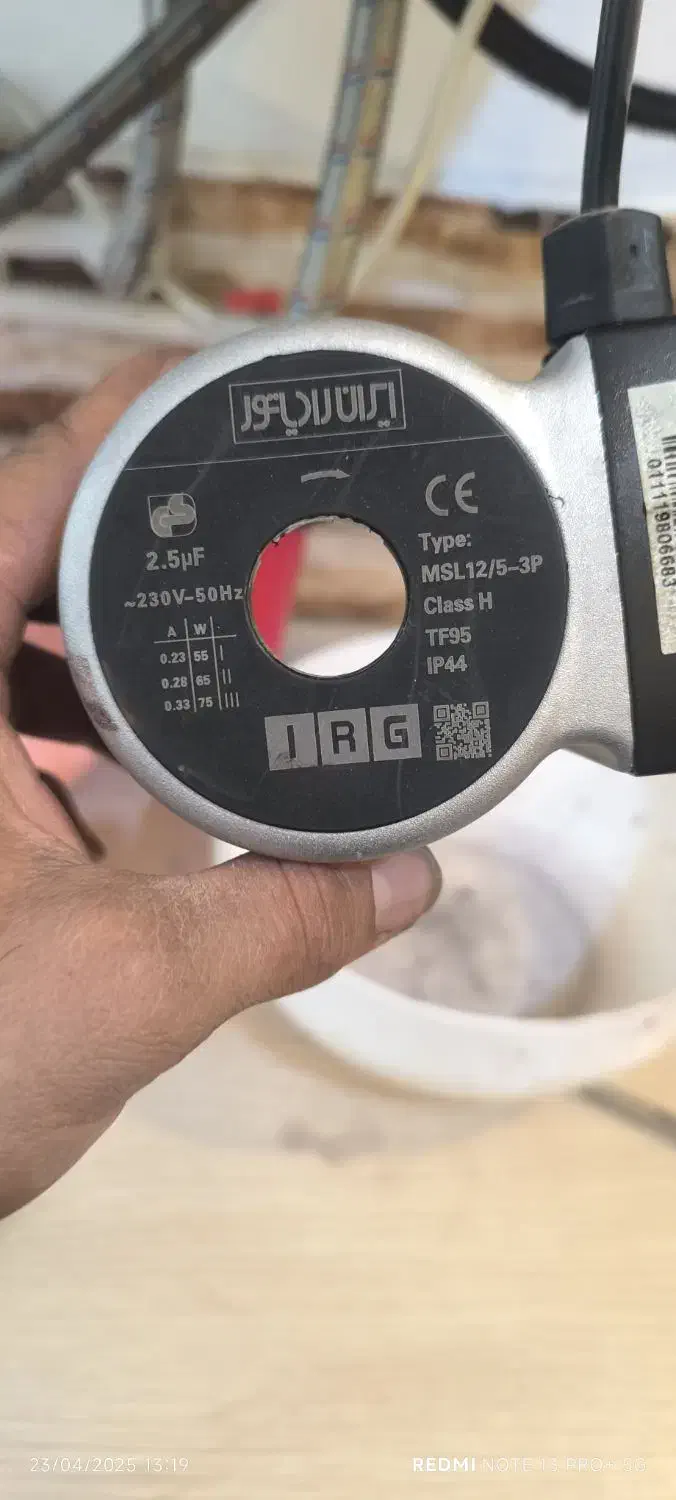 ایران رادیاتور
CE
2.5µF
~230V-50Hz
A W
0.23 55 I
0.28 65 II
0.33 75 III
Type:
MSL12/5-3P
Class H
TF95
IP44
IRG
011119806683
23/04/2025 13:19
REDMI NOTE 13 PRO+ 5G